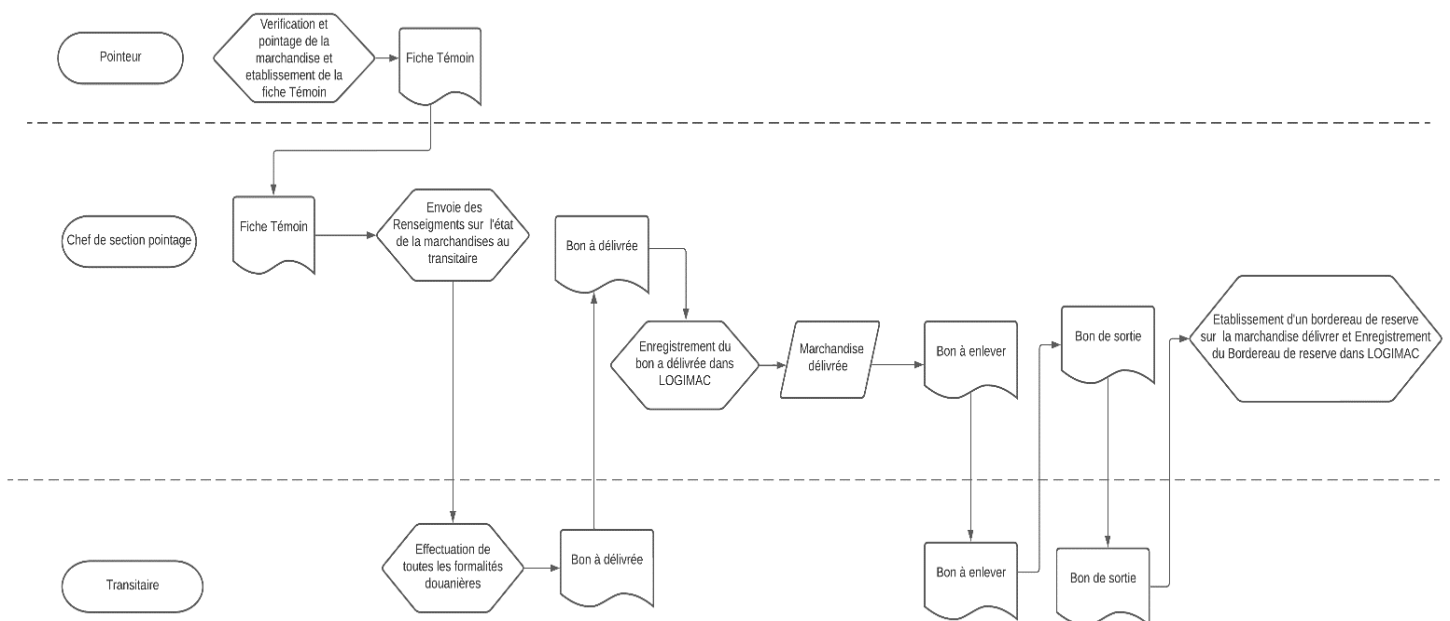 Pointeur
Verification et
pointage de la
marchandise et
etablissement de la
fiche Témoin
Fiche Témoin
Chef de section pointage
Fiche Témoin
Envoie des
Renseigments sur l'état
de la marchandises au
transitaire
Bon à délivrée
Enregistrement du
bon a délivrée dans
LOGIMAC
Marchandise
délivrée
Bon à enlever
Bon de sortie
Etablissement d'un bordereau de reserve
sur la marchandise délivrer et Enregistrement
du Bordereau de reserve dans LOGIMAC
Transitaire
Effectuation de
toutes les formalités
douanières
Bon à délivrée
Bon à enlever
Bon de sortie